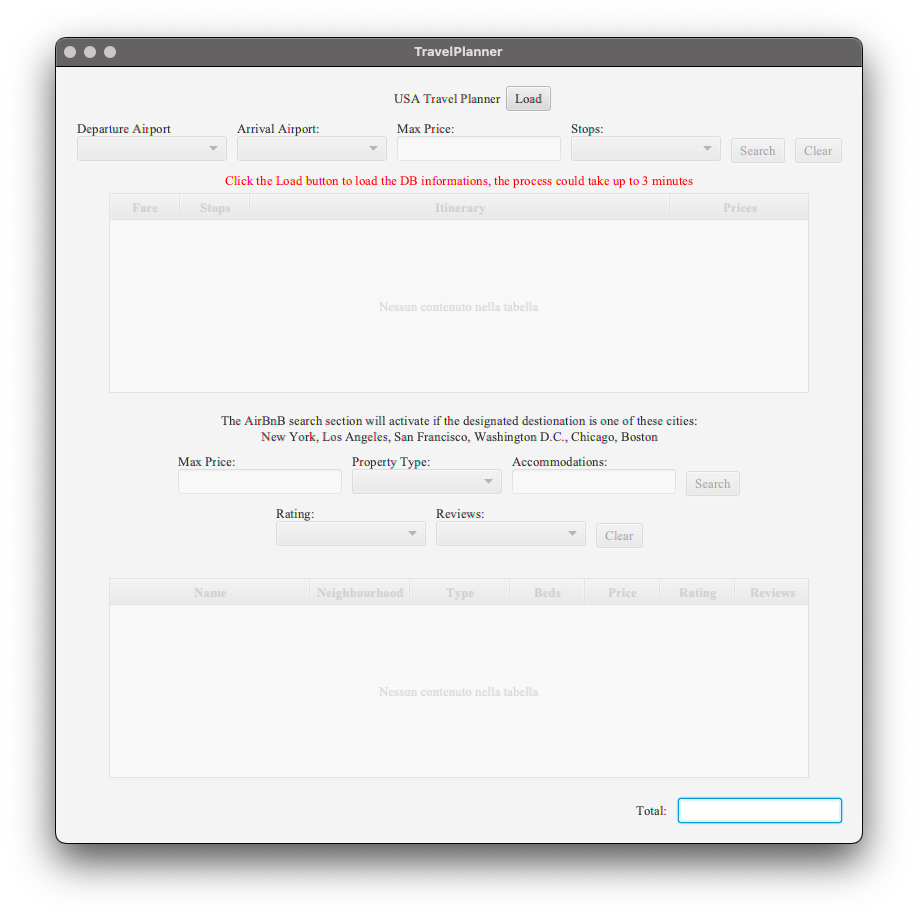 TravelPlanner
USA Travel Planner Load
Departure Airport Arrival Airport: Max Price: Stops:
Search Clear
Click the Load button to load the DB informations, the process could take up to 3 minutes
Fare Stops Itinerary Prices
Nessun contenuto nella tabella
The AirBnB search section will activate if the designated destionation is one of these cities:
New York, Los Angeles, San Francisco, Washington D.C., Chicago, Boston
Max Price: Property Type: Accommodations:
Search
Rating: Reviews:
Clear
Name Neighbourhood Type Beds Price Rating Reviews
Nessun contenuto nella tabella
Total: